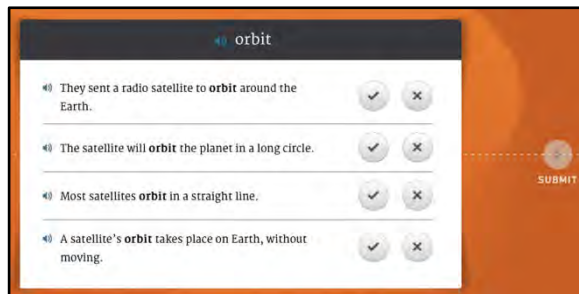 orbit
They sent a radio satellite to orbit around the
Earth.
The satellite will orbit the planet in a long circle.
Most satellites orbit in a straight line.
A satellite's orbit takes place on Earth, without
moving.
SUBMIT